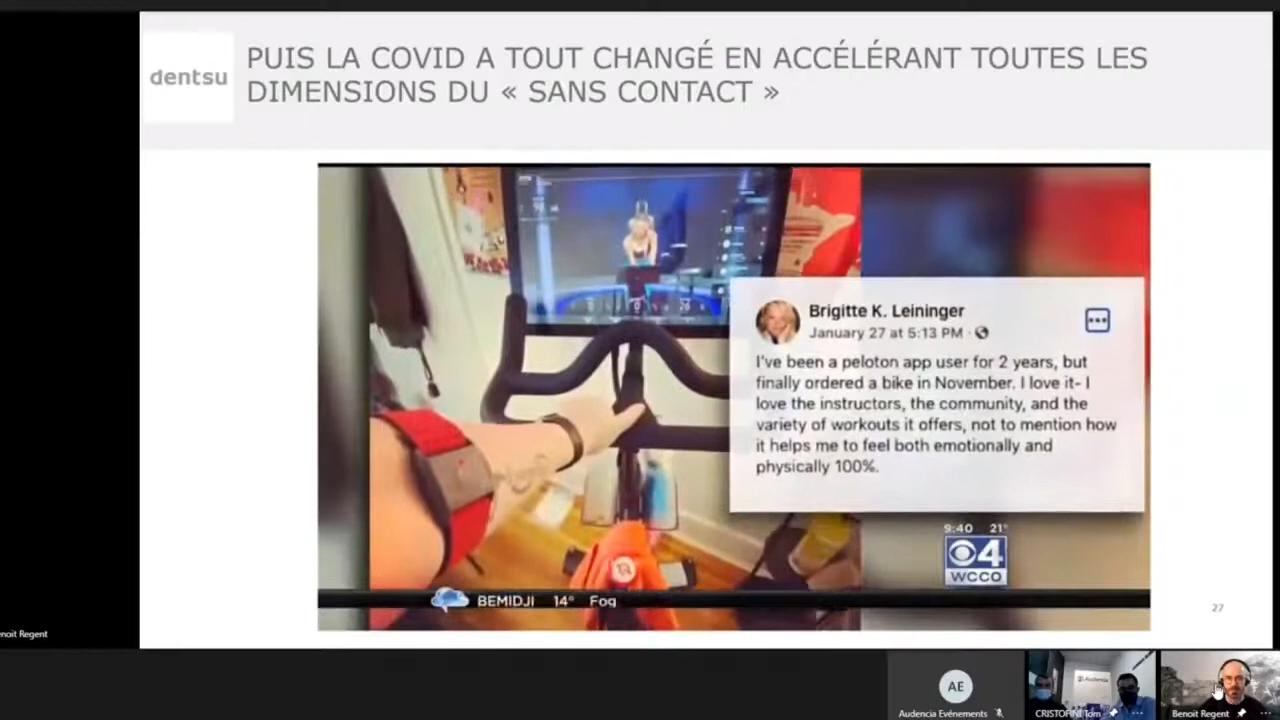 dentsu
PUIS LA COVID A TOUT CHANGÉ EN ACCÉLÉRANT TOUTES LES
DIMENSIONS DU « SANS CONTACT »
Brigitte K. Leininger
January 27 at 5:13 PM ·
I've been a peloton app user for 2 years, but
finally ordered a bike in November. I love it- I
love the instructors, the community, and the
variety of workouts it offers, not to mention how
it helps me to feel both emotionally and
physically 100%.
9:40 21°
4
WCCO
BEMIDJI 14° Fog
27
enoit Regent
AE
Audencia Evénements
Audencia
CRISTOFINI Tom
Benoit Regent